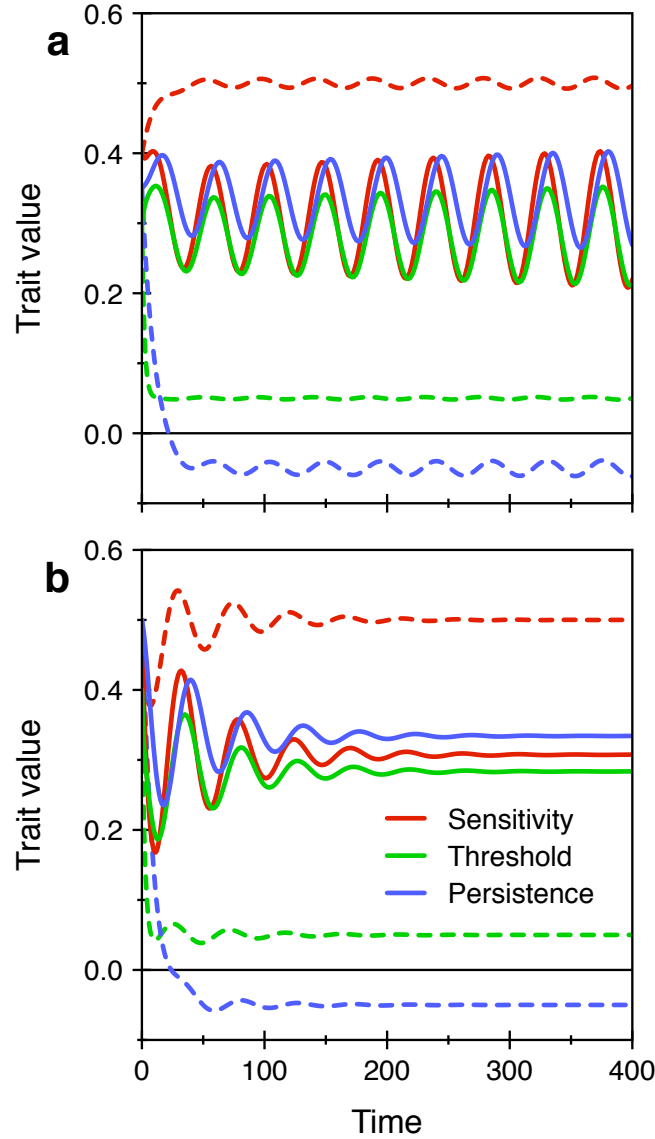 a
0.6
0.4
0.2
0.0
Trait value
b
0.6
0.4
0.2
0.0
Trait value
Sensitivity
Threshold
Persistence
0 100 200 300 400
Time